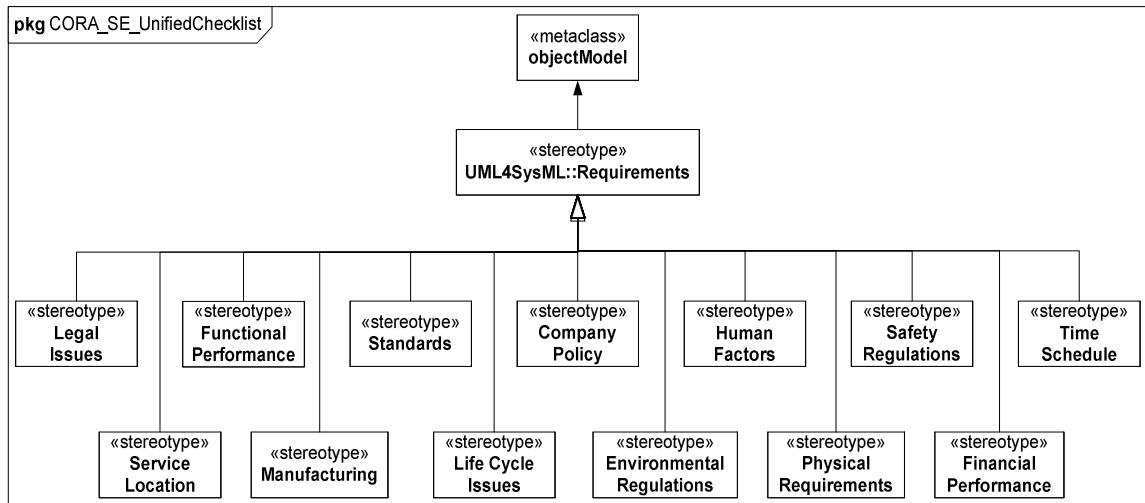 pkg CORA_SE_UnifiedChecklist
«metaclass»
objectModel
«stereotype»
UML4SysML::Requirements
«stereotype»
Legal
Issues
«stereotype»
Functional
Performance
«stereotype»
Standards
«stereotype»
Company
Policy
«stereotype»
Human
Factors
«stereotype»
Safety
Regulations
«stereotype»
Time
Schedule
«stereotype»
Service
Location
«stereotype»
Manufacturing
«stereotype»
Life Cycle
Issues
«stereotype»
Environmental
Regulations
«stereotype»
Physical
Requirements
«stereotype»
Financial
Performance